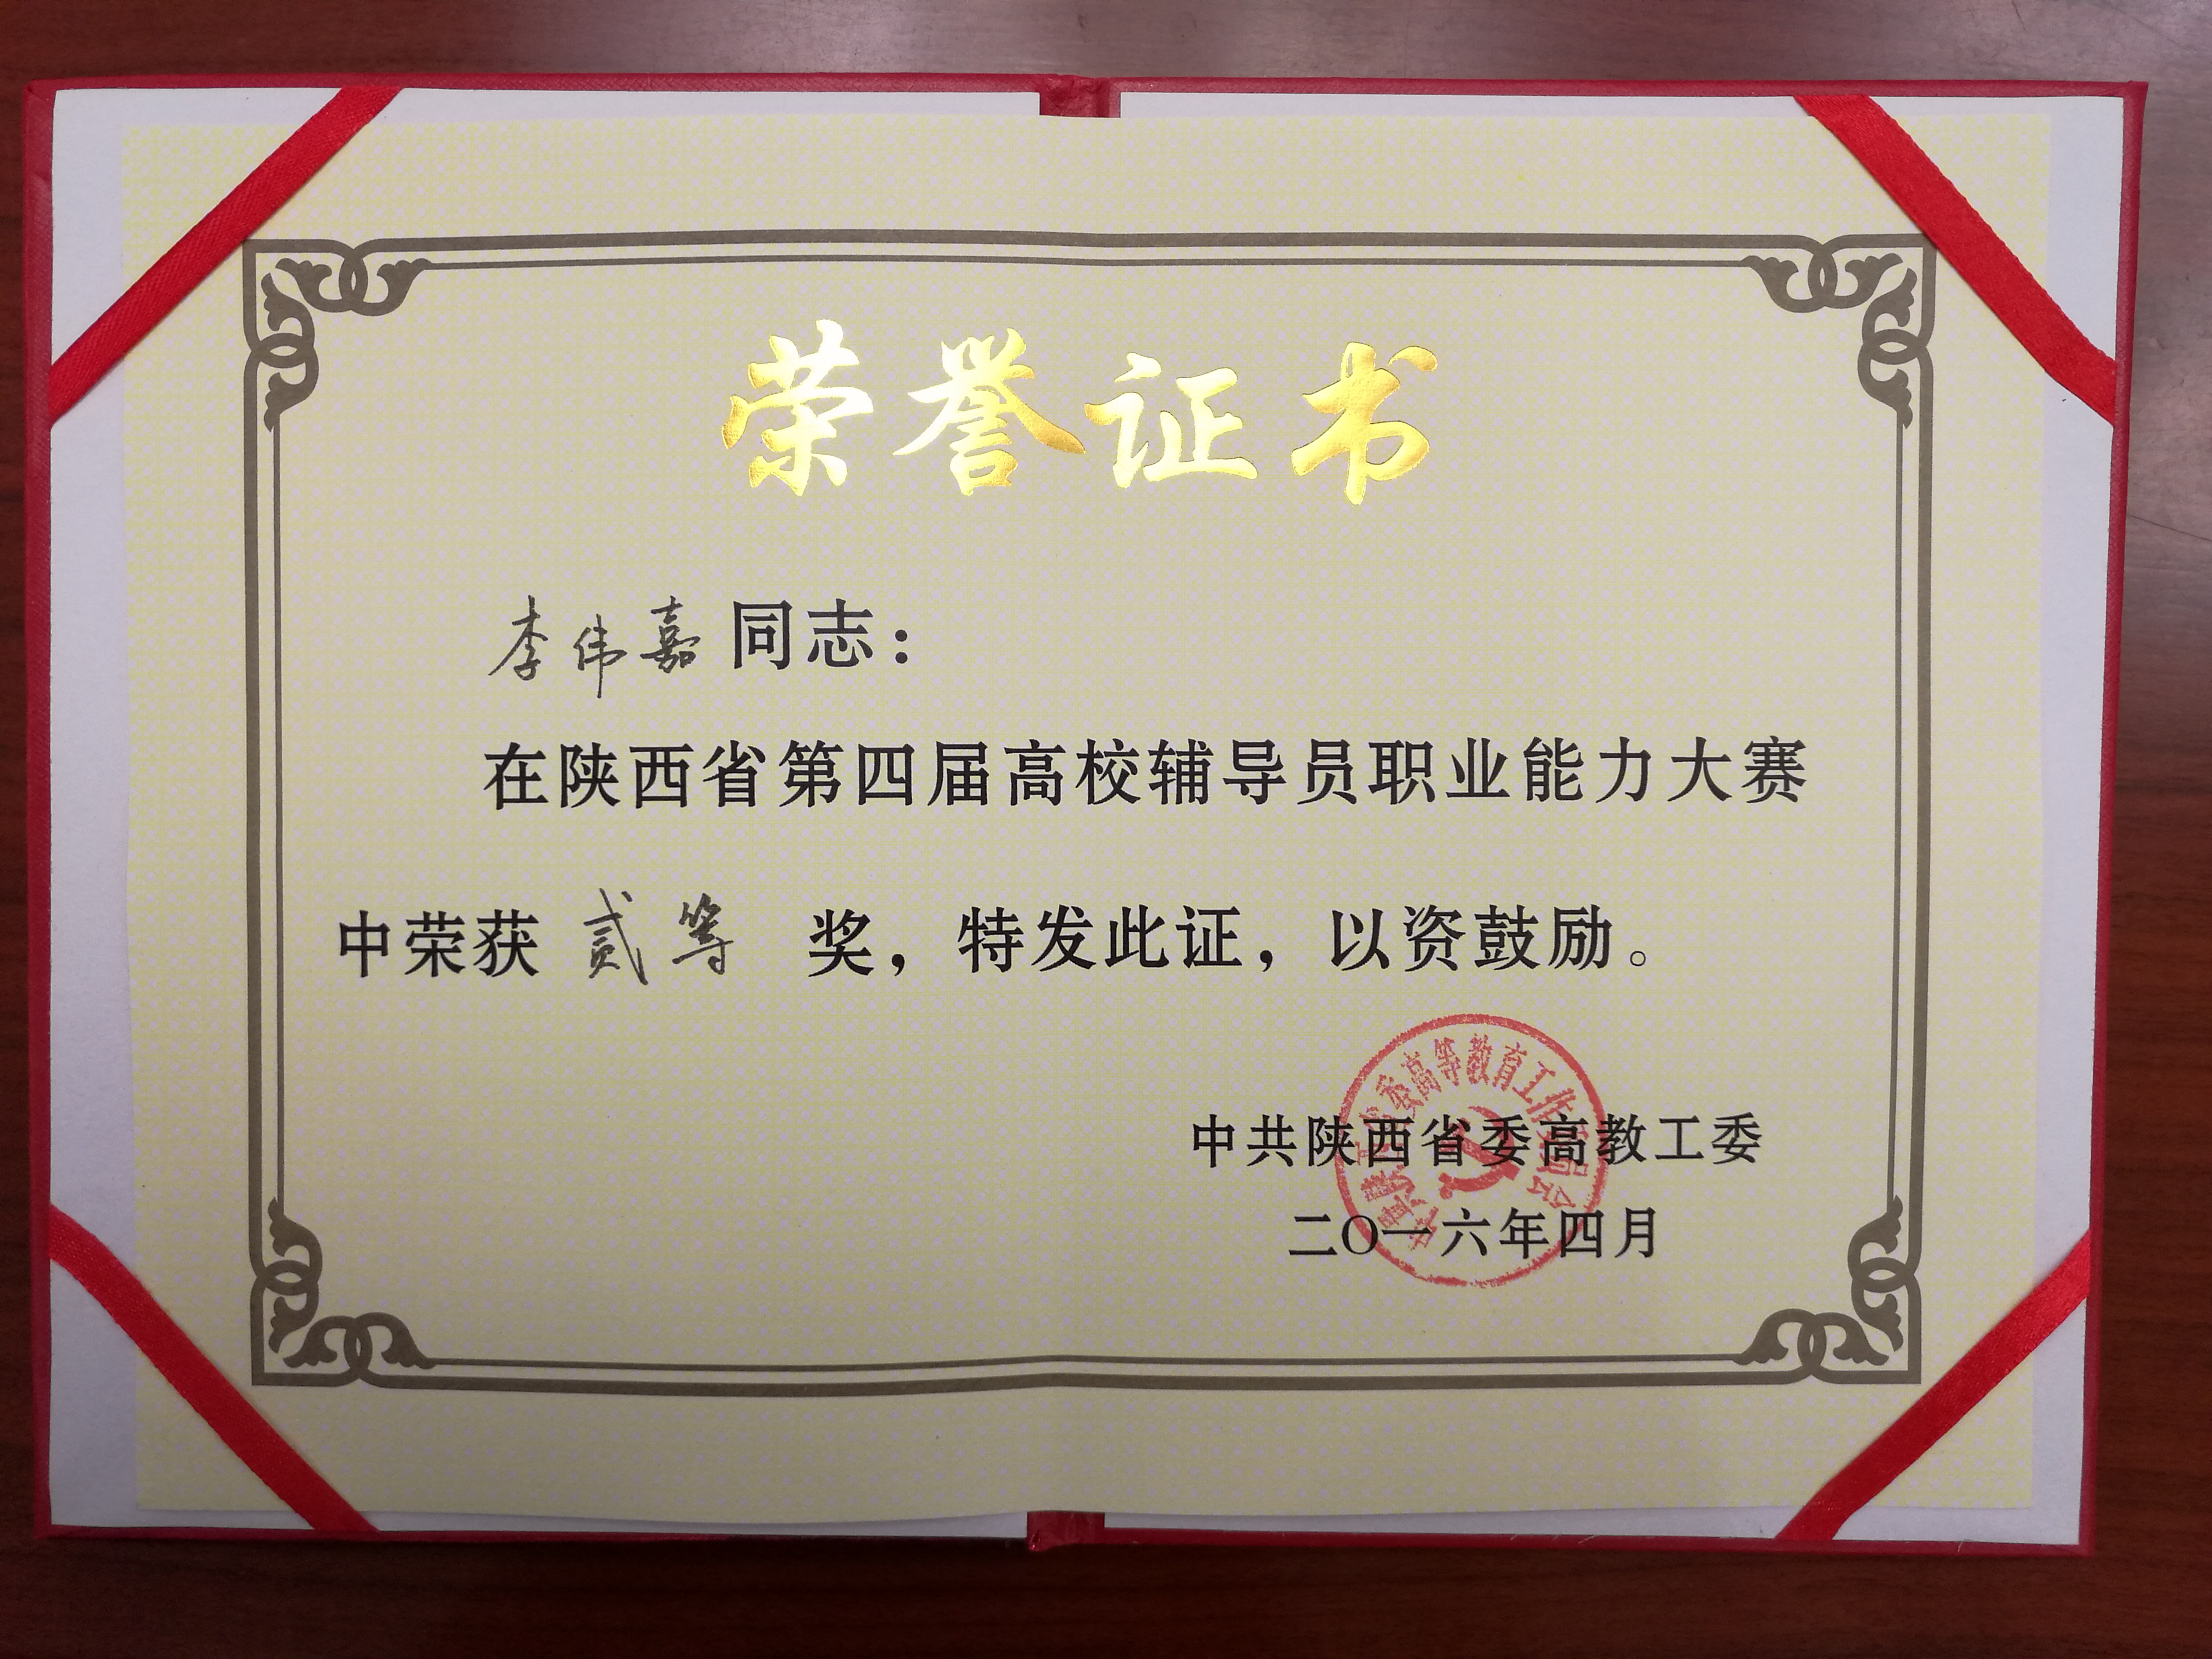 荣誉证书
李伟嘉同志：
在陕西省第四届高校辅导员职业能力大赛
中荣获 贰等 奖，特发此证，以资鼓励。
中共陕西省委高教工委
二〇一六年四月